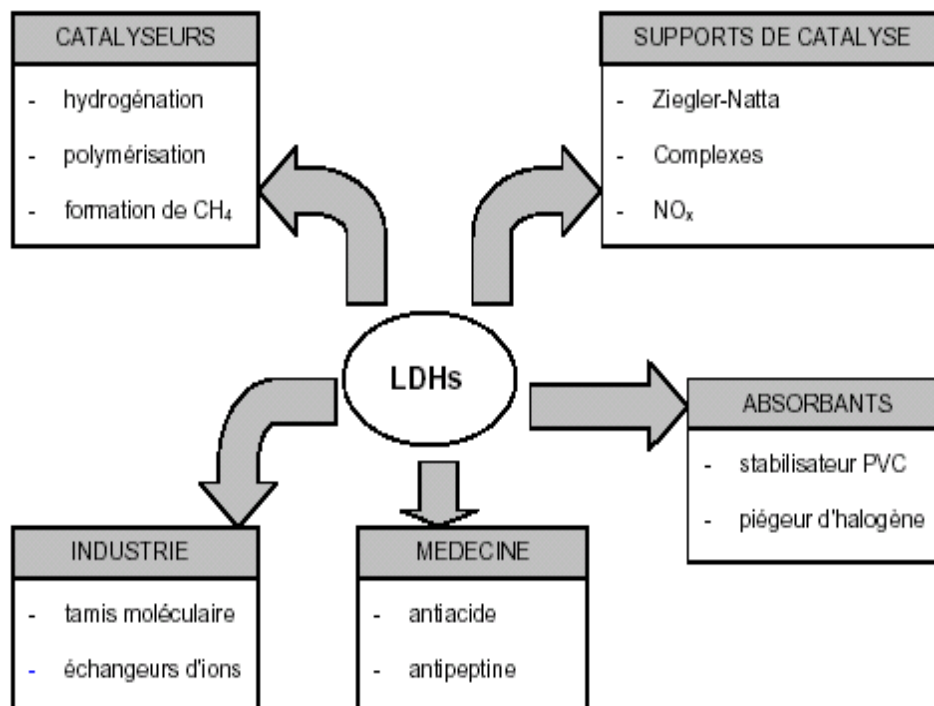 CATALYSEURS
- hydrogénation
- polymérisation
- formation de CH₄
SUPPORTS DE CATALYSE
- Ziegler-Natta
- Complexes
- NOₓ
LDHs
ABSORBANTS
- stabilisateur PVC
- piégeur d'halogène
INDUSTRIE
- tamis moléculaire
- échangeurs d'ions
MEDECINE
- antiacide
- antipeptine